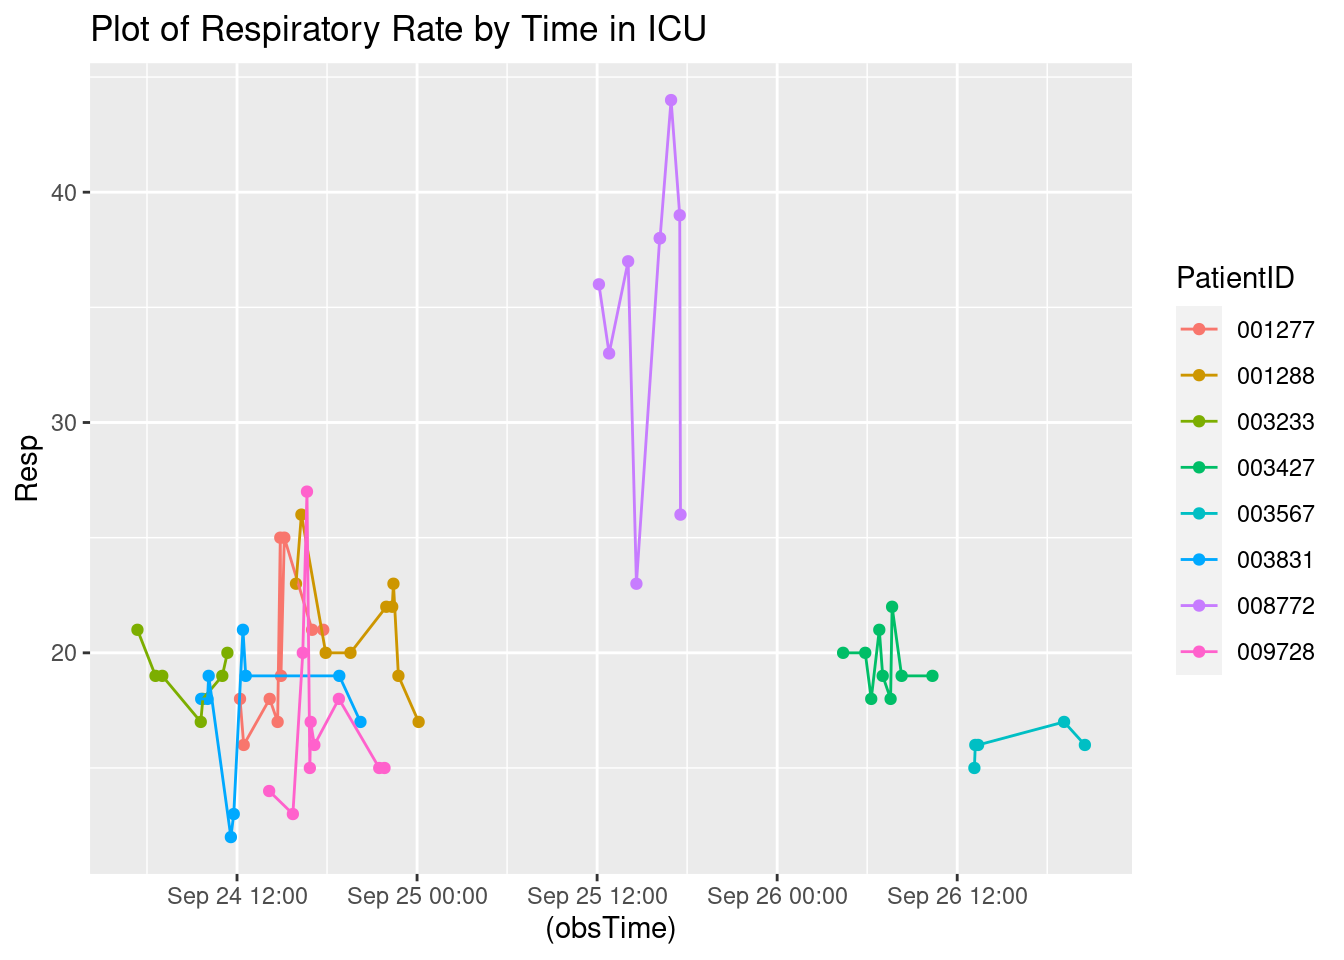 Plot of Respiratory Rate by Time in ICU
40
30
20
Resp
Sep 24 12:00
Sep 25 00:00
Sep 25 12:00
Sep 26 00:00
Sep 26 12:00
(obsTime)
PatientID
001277
001288
003233
003427
003567
003831
008772
009728